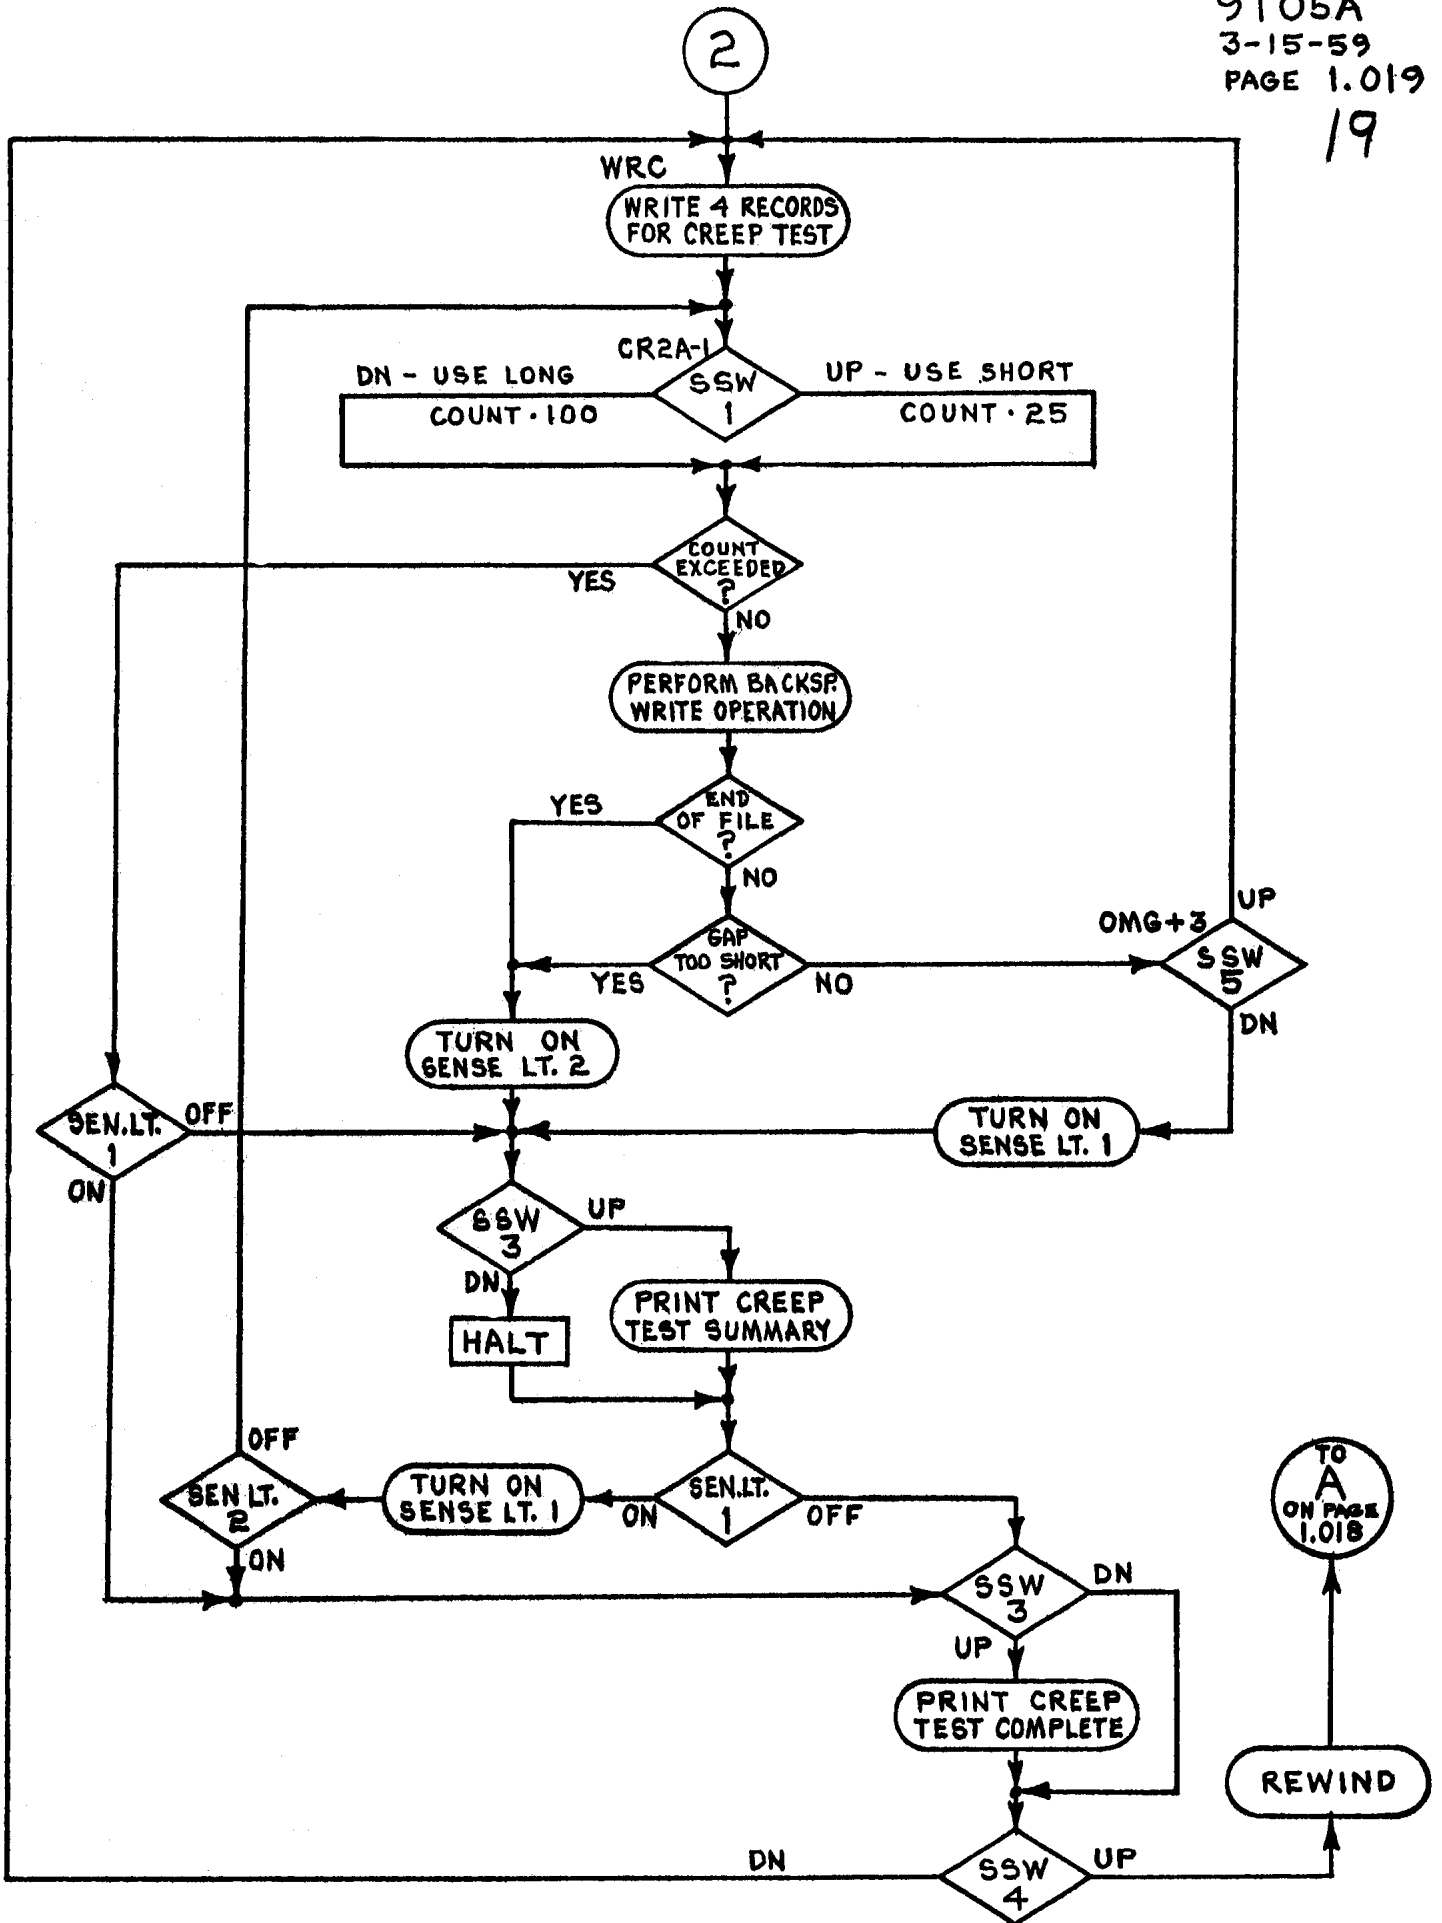 9T05A
3-15-59
PAGE 1.019
19
2
WRC
WRITE 4 RECORDS
FOR CREEP TEST
CR2A-1
SSW
1
DN - USE LONG
COUNT · 100
UP - USE SHORT
COUNT · 25
COUNT
EXCEEDED
?
YES
NO
PERFORM BACKSP.
WRITE OPERATION
END
OF FILE
?
YES
NO
GAP
TOO SHORT
?
YES
NO
OMG+3
SSW
5
UP
DN
TURN ON
SENSE LT. 2
SEN.LT.
1
OFF
ON
TURN ON
SENSE LT. 1
SSW
3
UP
DN
HALT
PRINT CREEP
TEST SUMMARY
OFF
SEN LT.
2
ON
TURN ON
SENSE LT. 1
SEN.LT.
1
ON
OFF
TO
A
ON PAGE
1.018
SSW
3
DN
UP
PRINT CREEP
TEST COMPLETE
REWIND
DN
SSW
4
UP